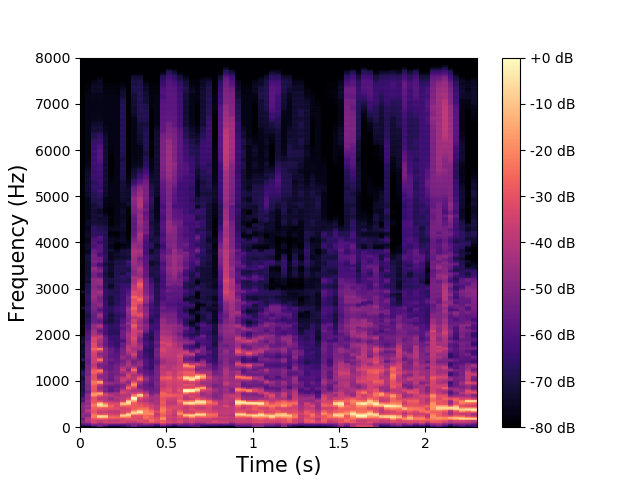 8000
7000
6000
5000
4000
3000
2000
1000
0
Frequency (Hz)
0
0.5
1
1.5
2
Time (s)
+0 dB
-10 dB
-20 dB
-30 dB
-40 dB
-50 dB
-60 dB
-70 dB
-80 dB